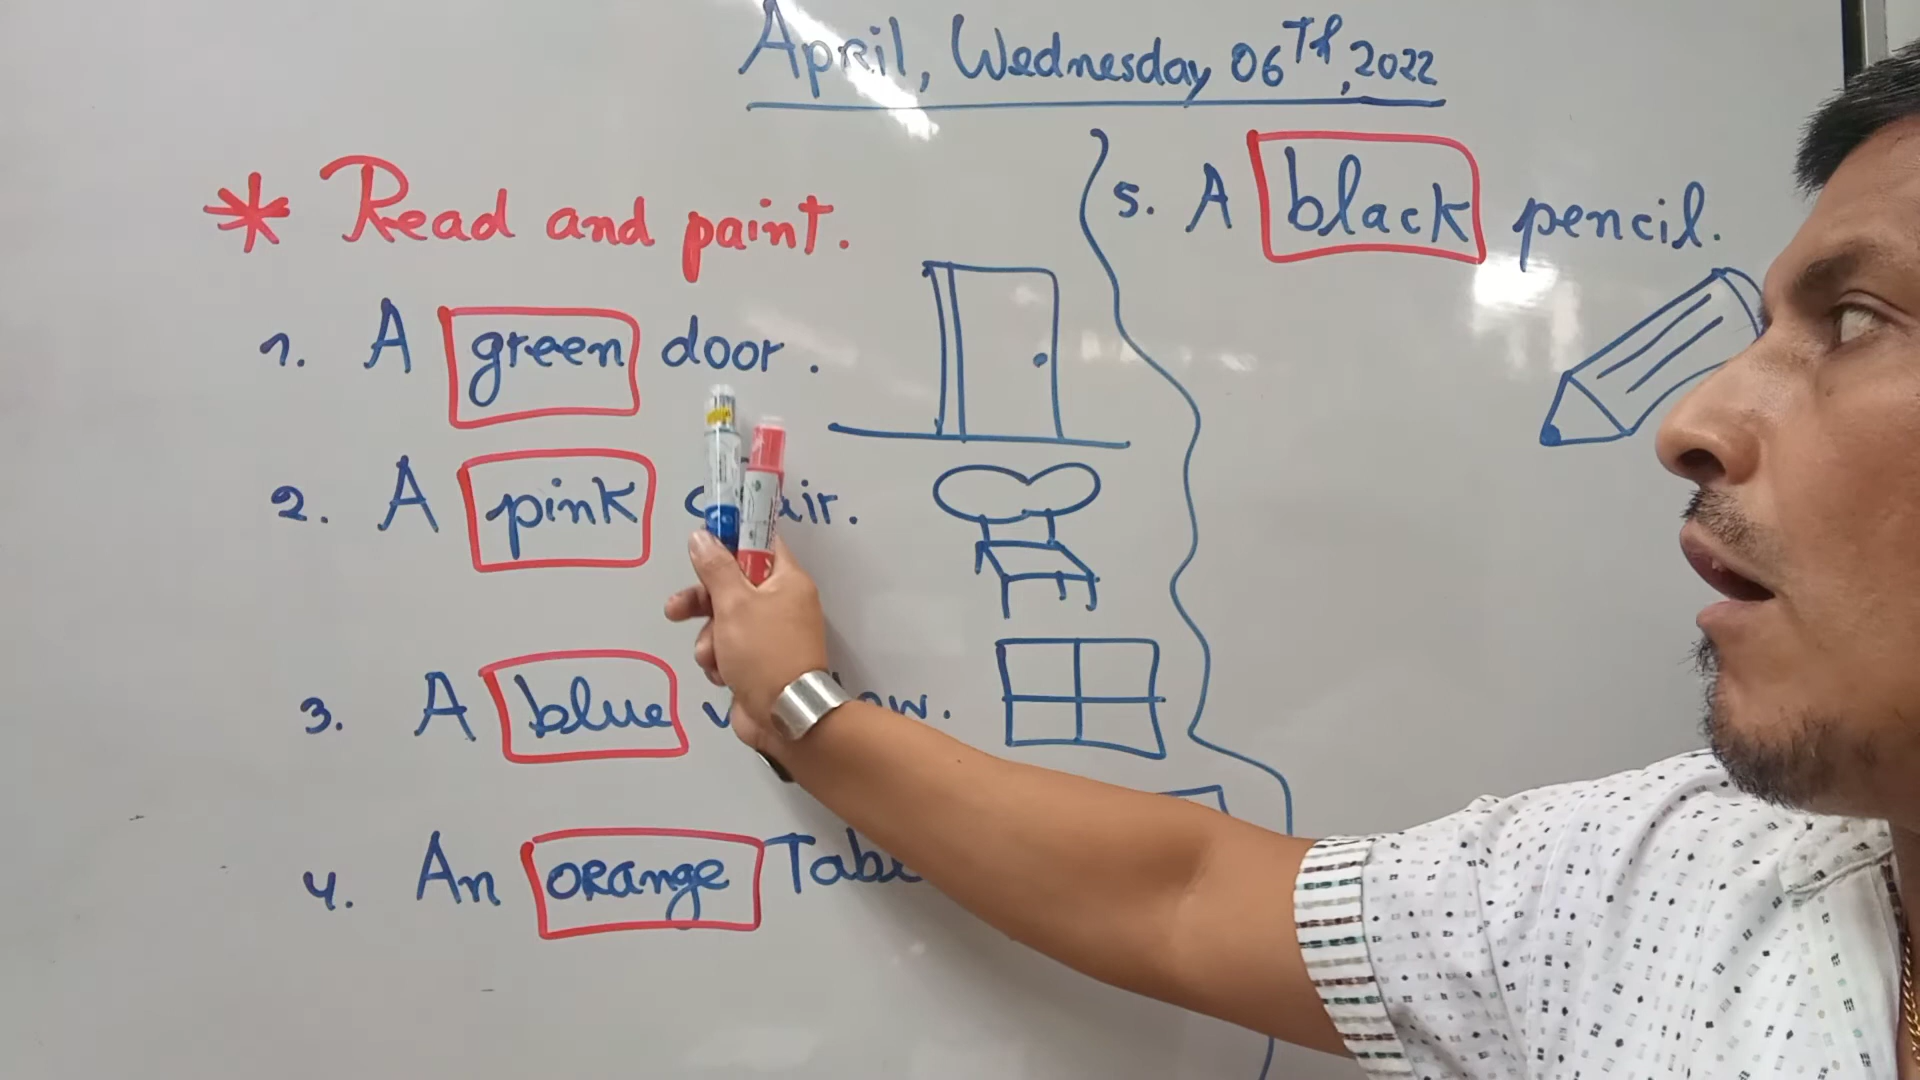 April, Wednesday 06Th, 2022
* Read and paint.
1. A green door.
2. A pink
3. A blue
4. An orange
5. A black pencil.